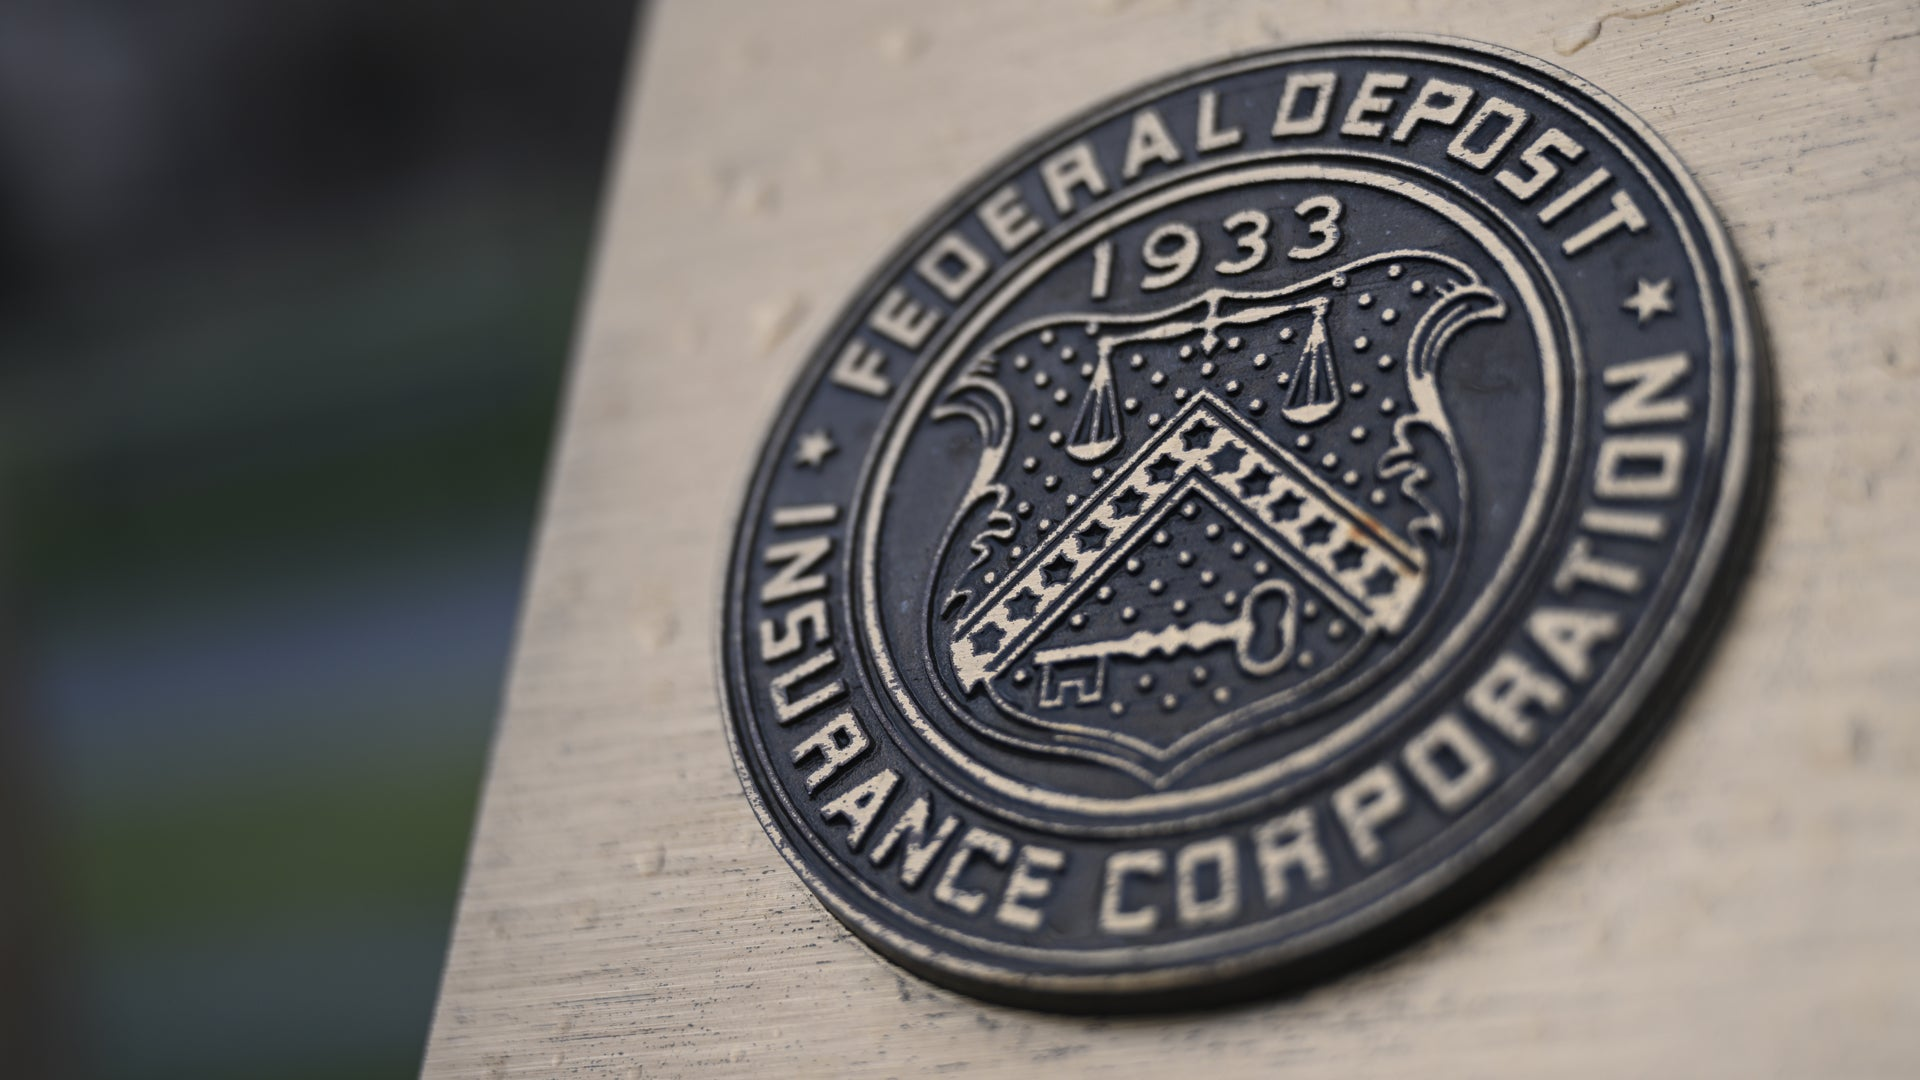 FEDERAL DEPOSIT
INSURANCE CORPORATION
1933